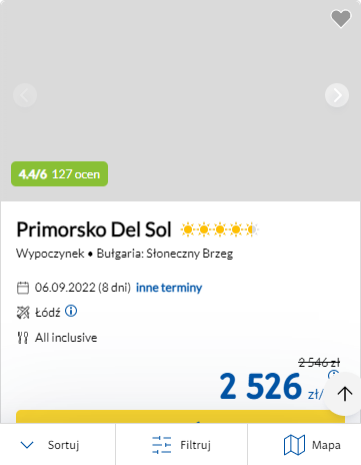 4.4/6 127 ocen
Primorsko Del Sol
Wypoczynek • Bułgaria: Słoneczny Brzeg
06.09.2022 (8 dni) inne terminy
Łódź
All inclusive
2 546 zł
2 526 zł/
Sortuj
Filtruj
Mapa